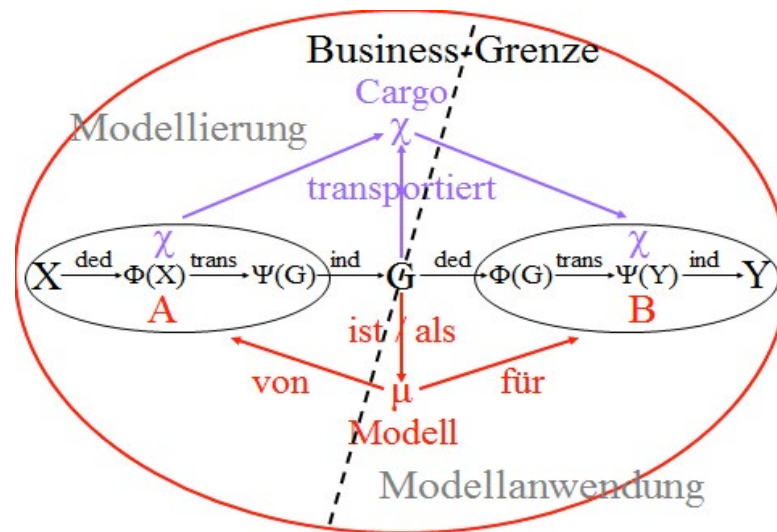 Business-Grenze
Cargo
Modellierung
χ
transportiert
χ χ
X ded Φ(X) trans Ψ(G) ind G ded Φ(G) trans Ψ(Y) ind Y
A B
ist / als
von für
μ
Modell
Modellanwendung